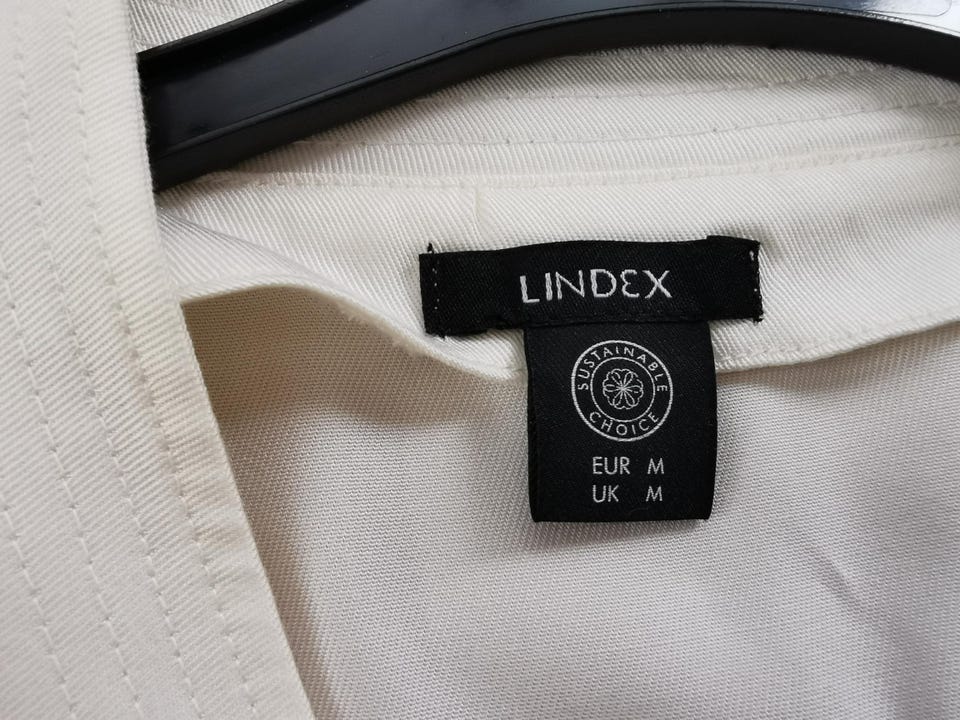 LINDEX
SUSTAINABLE
CHOICE
EUR M
UK M